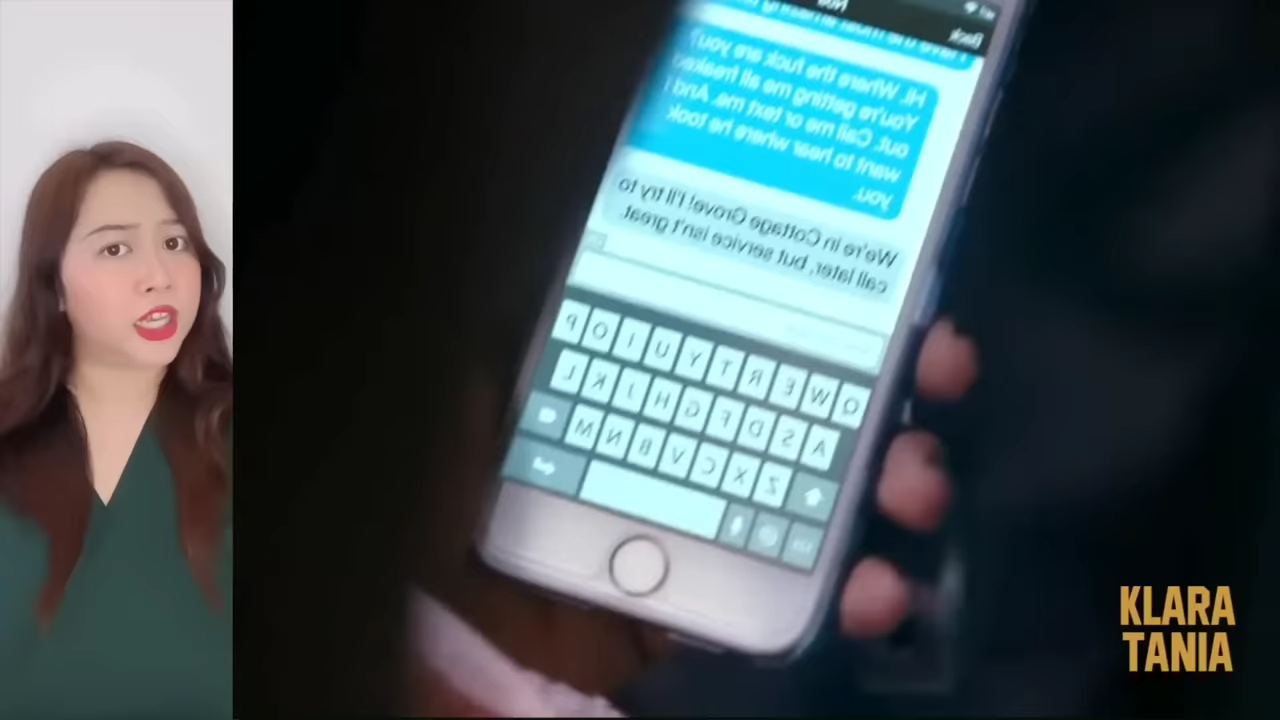 Back
Hi. Where the fuck are you?
You're getting me all freaked
out. Call me or text me. And I
want to hear where he took
you.
We're in Cottage Grove! I'll try to
call later, but service isn't great.
Q W E R T Y U I O P
A S D F G H J K L
Z X C V B N M
KLARA
TANIA